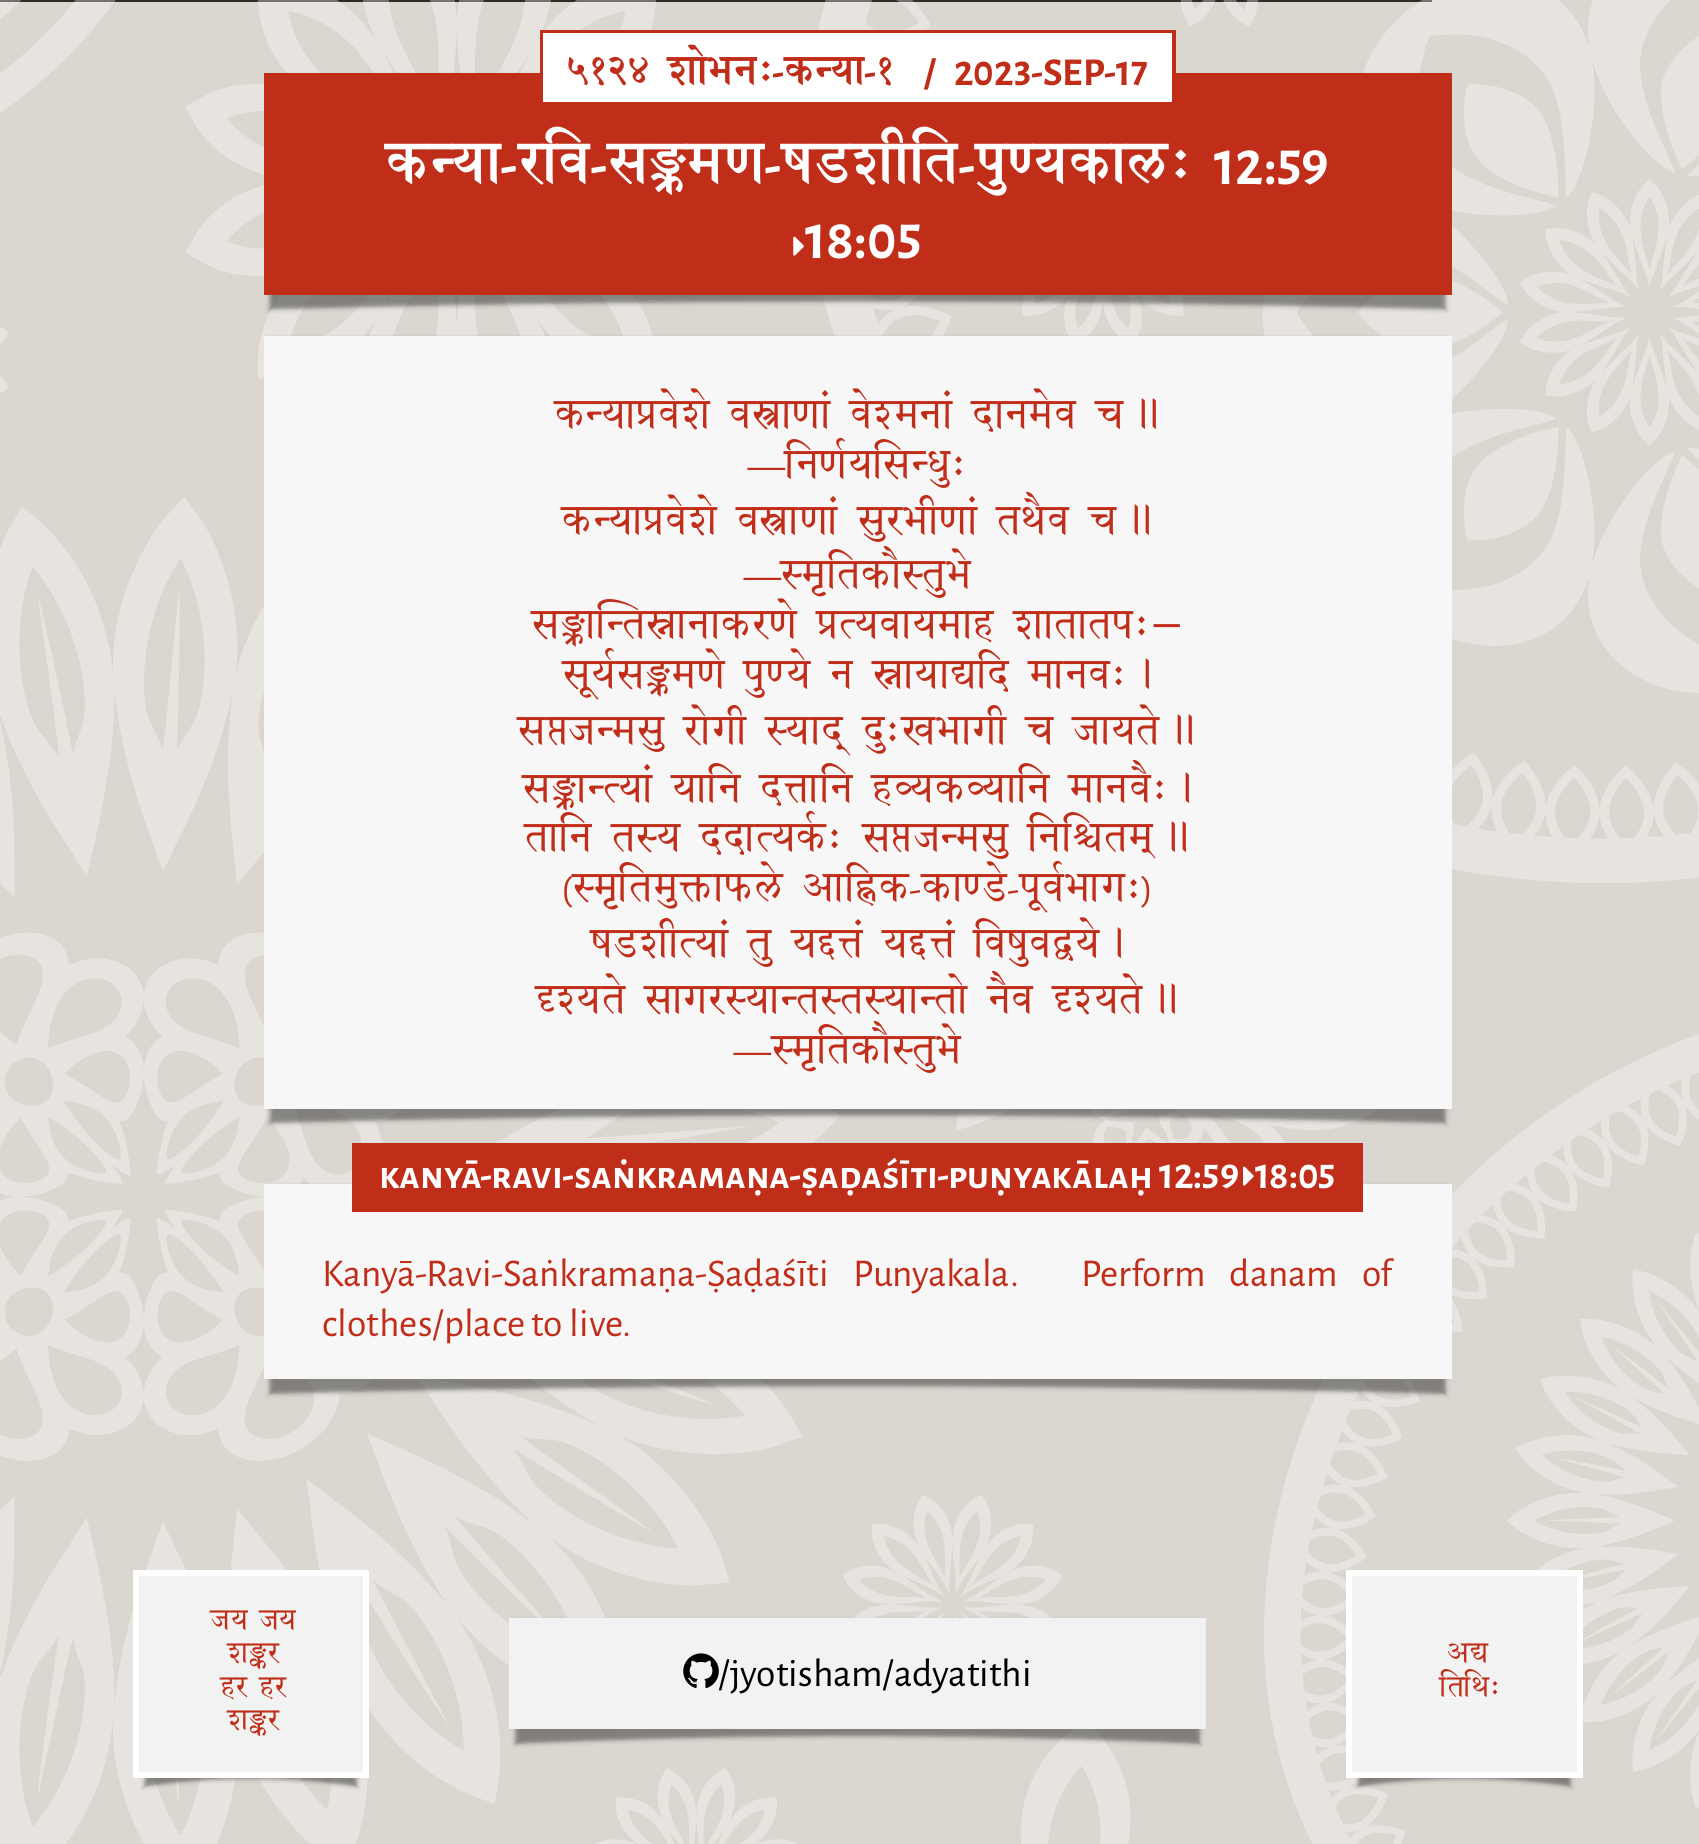 ५१२४ शोभनः-कन्या-१ / 2023-SEP-17
कन्या-रवि-सङ्क्रमण-षडशीति-पुण्यकालः 12:59
▸18:05
कन्याप्रवेशे वस्त्राणां वेश्मनां दानमेव च॥
—निर्णयसिन्धुः
कन्याप्रवेशे वस्त्राणां सुरभीणां तथैव च॥
—स्मृतिकौस्तुभे
सङ्क्रान्तिस्नानाकरणे प्रत्यवायमाह शातातपः—
सूर्यसङ्क्रमणे पुण्ये न स्नायाद्यदि मानवः।
सप्तजन्मसु रोगी स्याद् दुःखभागी च जायते॥
सङ्क्रान्त्यां यानि दत्तानि हव्यकव्यानि मानवैः।
तानि तस्य ददात्यर्कः सप्तजन्मसु निश्चितम्॥
(स्मृतिमुक्ताफले आह्निक-काण्डे-पूर्वभागः)
षडशीत्यां तु यद्दत्तं यद्दत्तं विषुवद्वये।
दृश्यते सागरस्यान्तस्तस्यान्तो नैव दृश्यते॥
—स्मृतिकौस्तुभे
KANYĀ-RAVI-SAṄKRAMAṆA-ṢAḌAŚĪTI-PUṆYAKĀLAḤ 12:59▸18:05
Kanyā-Ravi-Saṅkramaṇa-Ṣaḍaśīti Punyakala. Perform danam of
clothes/place to live.
जय जय
शङ्कर
हर हर
शङ्कर
/jyotisham/adyatithi
अद्य
तिथिः